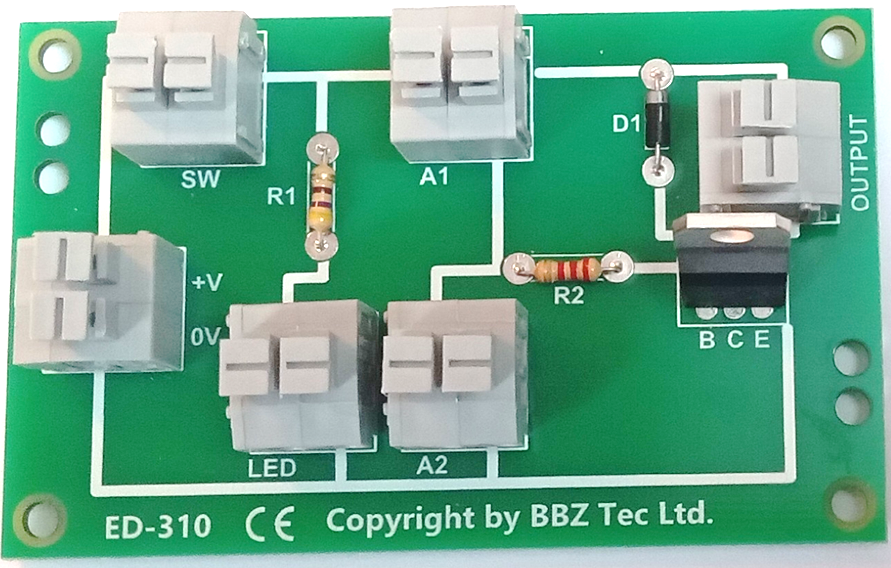 SW
A1
D1
OUTPUT
R1
+V
0V
R2
B C E
LED
A2
ED-310 CE Copyright by BBZ Tec Ltd.